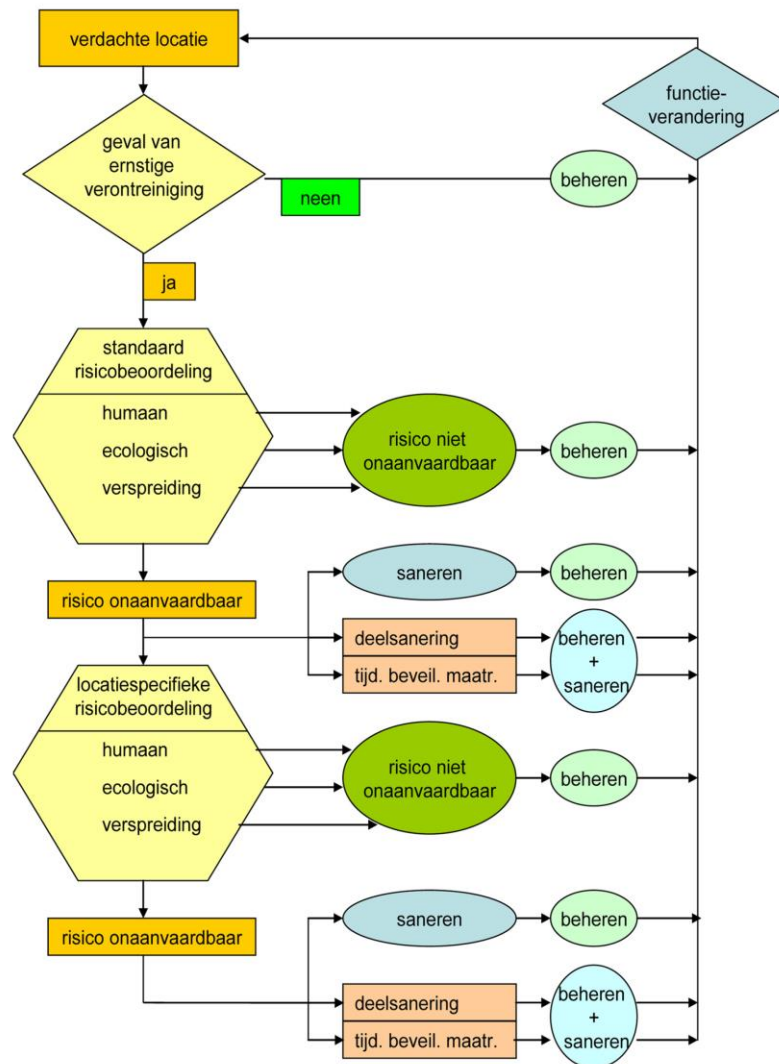 verdachte locatie
functie-
verandering
geval van
ernstige
verontreiniging
neen
beheren
ja
standaard
risicobeoordeling
humaan
ecologisch
verspreiding
risico niet
onaanvaardbaar
beheren
risico onaanvaardbaar
saneren
beheren
deelsanering
tijd. beveil. maatr.
beheren
+
saneren
locatiespecifieke
risicobeoordeling
humaan
ecologisch
verspreiding
risico niet
onaanvaardbaar
beheren
risico onaanvaardbaar
saneren
beheren
deelsanering
tijd. beveil. maatr.
beheren
+
saneren